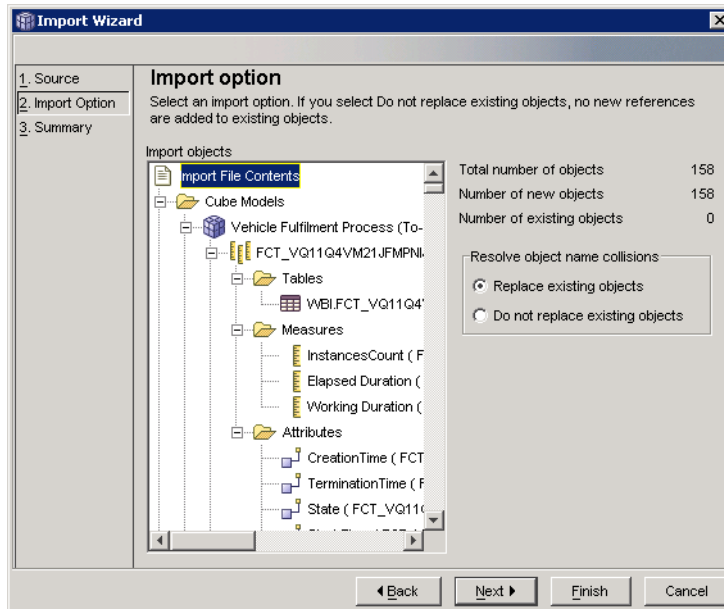 Import Wizard
1. Source
2. Import Option
3. Summary
Import option
Select an import option. If you select Do not replace existing objects, no new references
are added to existing objects.
Import objects
mport File Contents
Cube Models
Vehicle Fulfilment Process (To-
FCT_VQ11Q4VM21JFMPNI
Tables
WBI.FCT_VQ11Q4
Measures
InstancesCount ( F
Elapsed Duration (
Working Duration (
Attributes
CreationTime ( FCT
TerminationTime ( F
State ( FCT_VQ11
Total number of objects 158
Number of new objects 158
Number of existing objects 0
Resolve object name collisions
Replace existing objects
Do not replace existing objects
Back
Next
Finish
Cancel